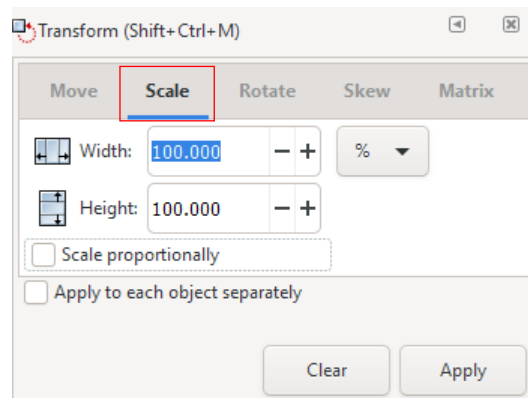 Transform (Shift+Ctrl+M)
Move Scale Rotate Skew Matrix
Width: 100.000 − + %
Height: 100.000 − +
Scale proportionally
Apply to each object separately
Clear Apply